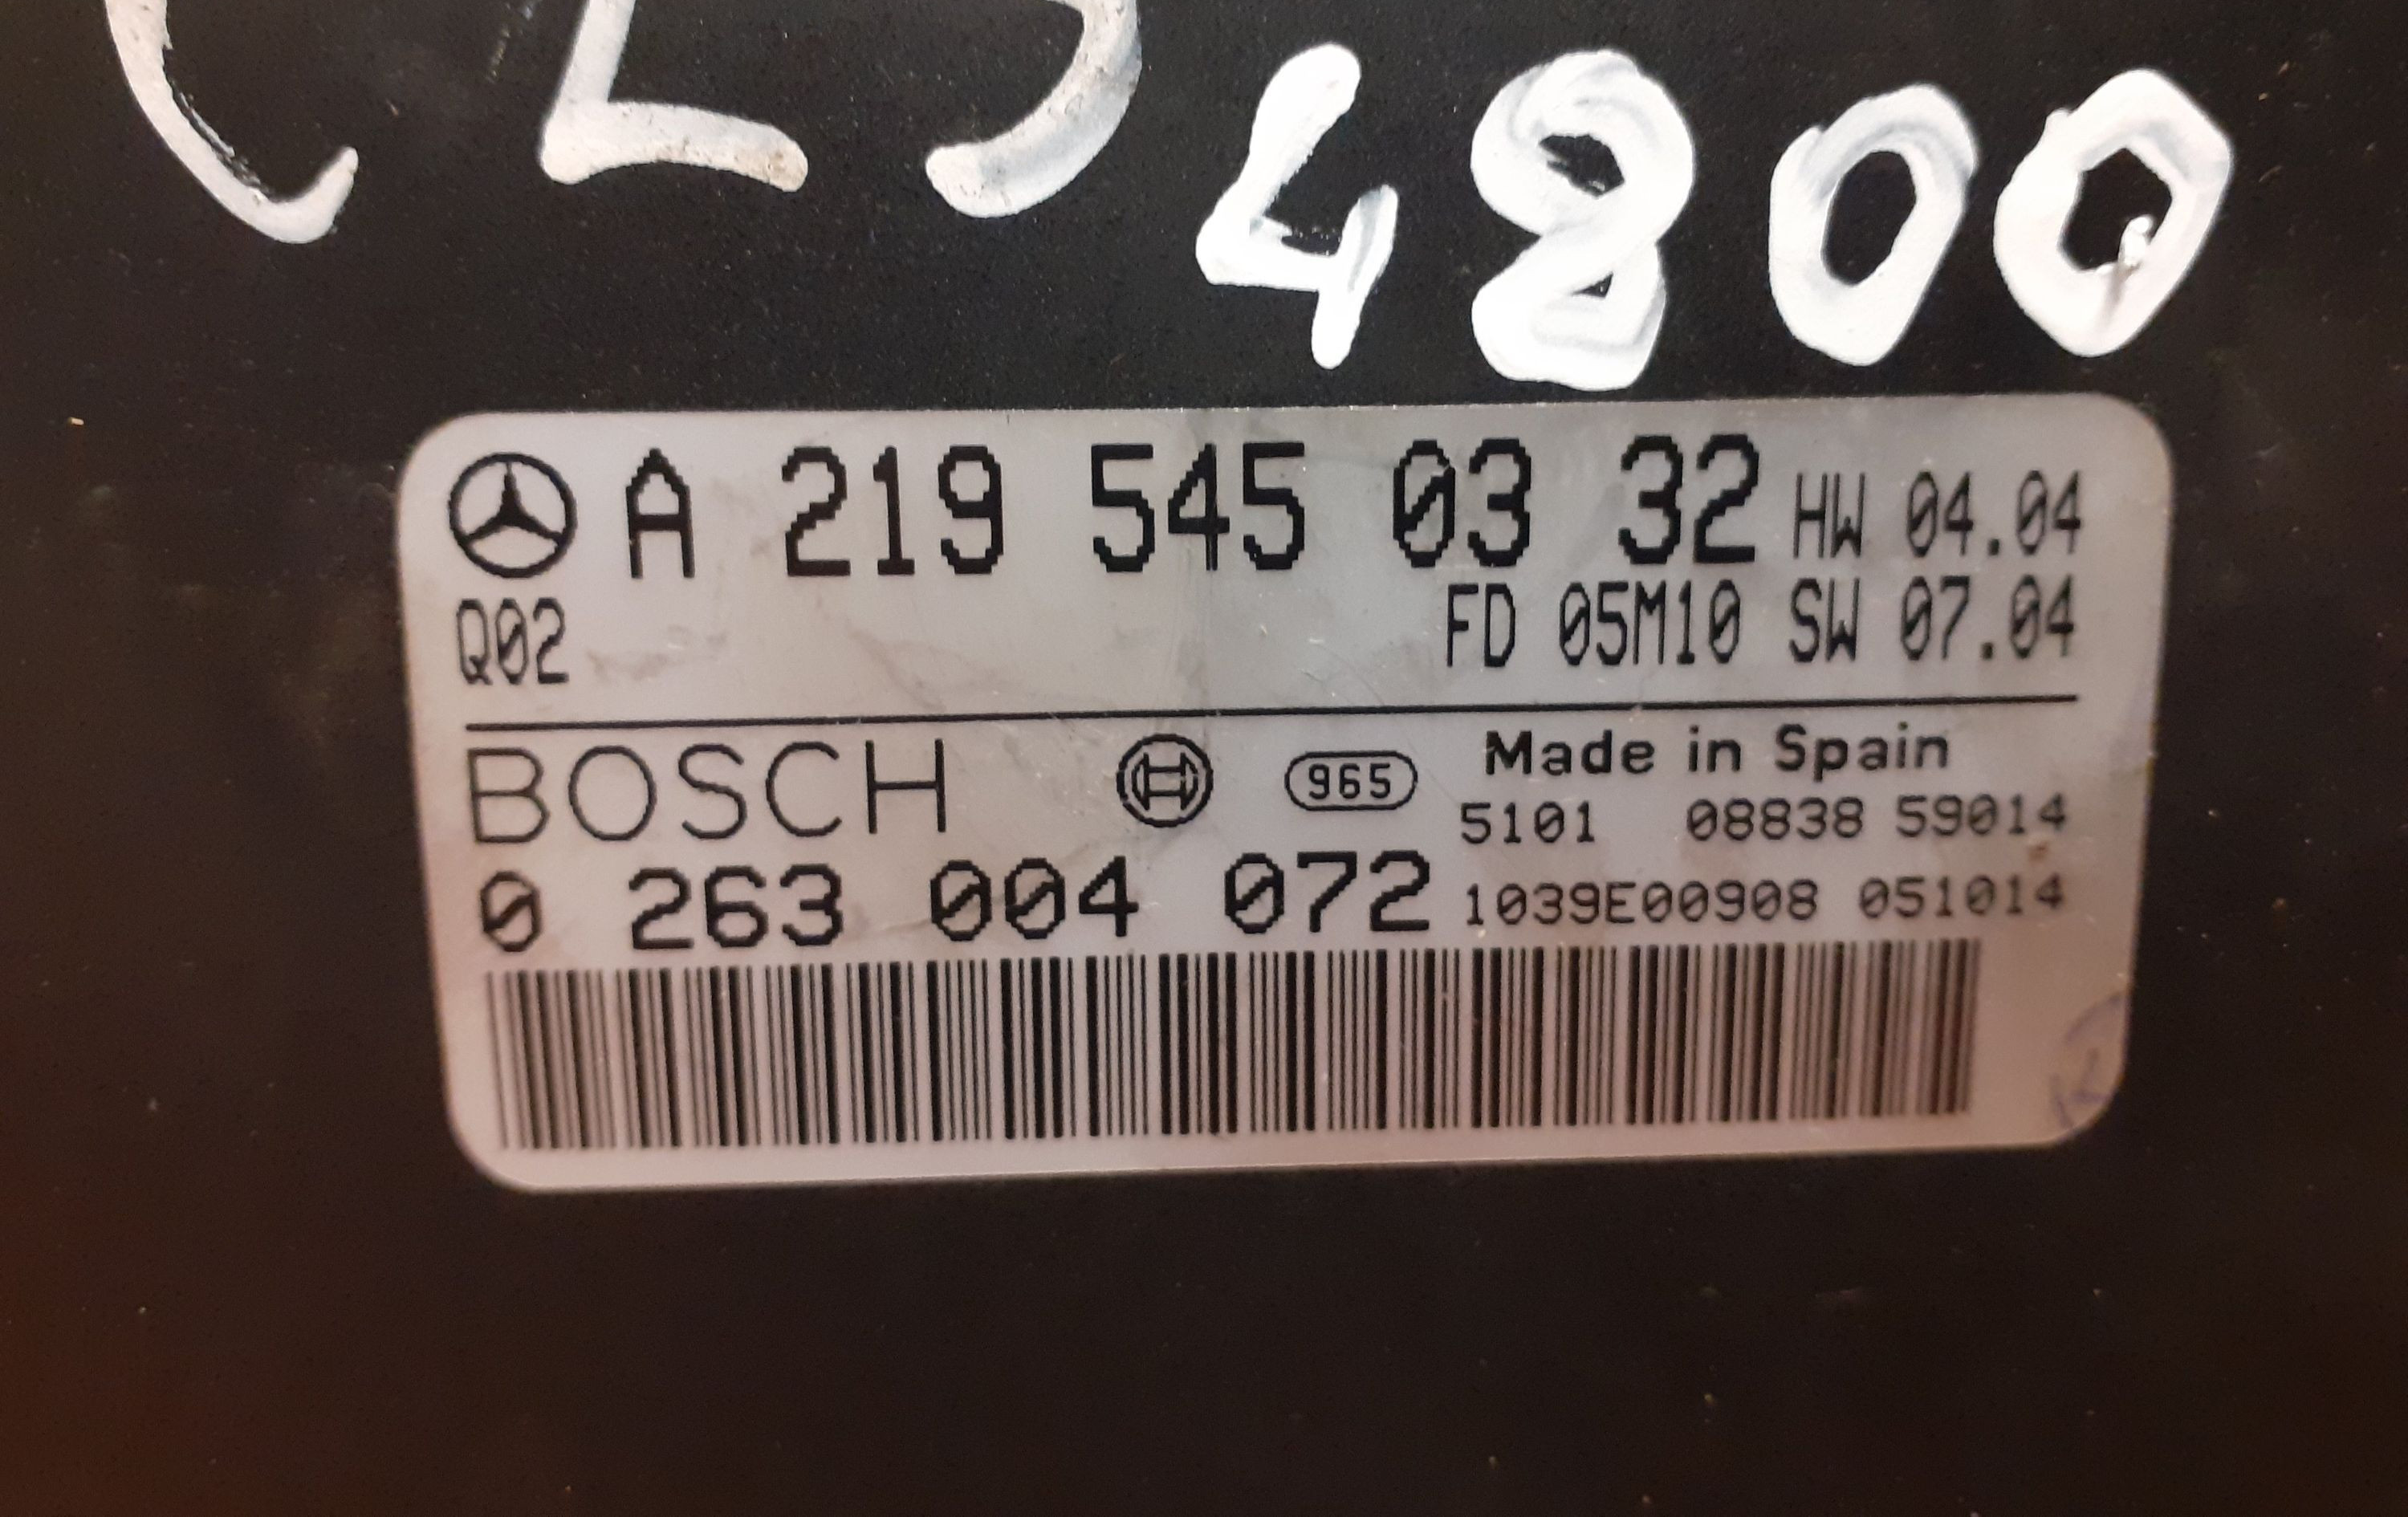 CLS
4800
A 219 545 03 32 HW 04.04
Q02 FD 05M10 SW 07.04
BOSCH 965 Made in Spain
5101 08838 59014
0 263 004 072 1039E00908 051014